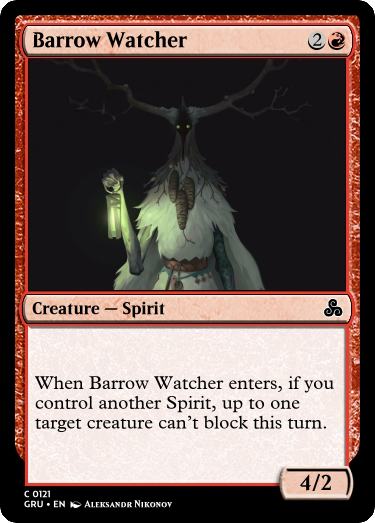 Barrow Watcher 2
Creature — Spirit
When Barrow Watcher enters, if you
control another Spirit, up to one
target creature can't block this turn.
4/2
C 0121
GRU • EN Aleksandr Nikonov